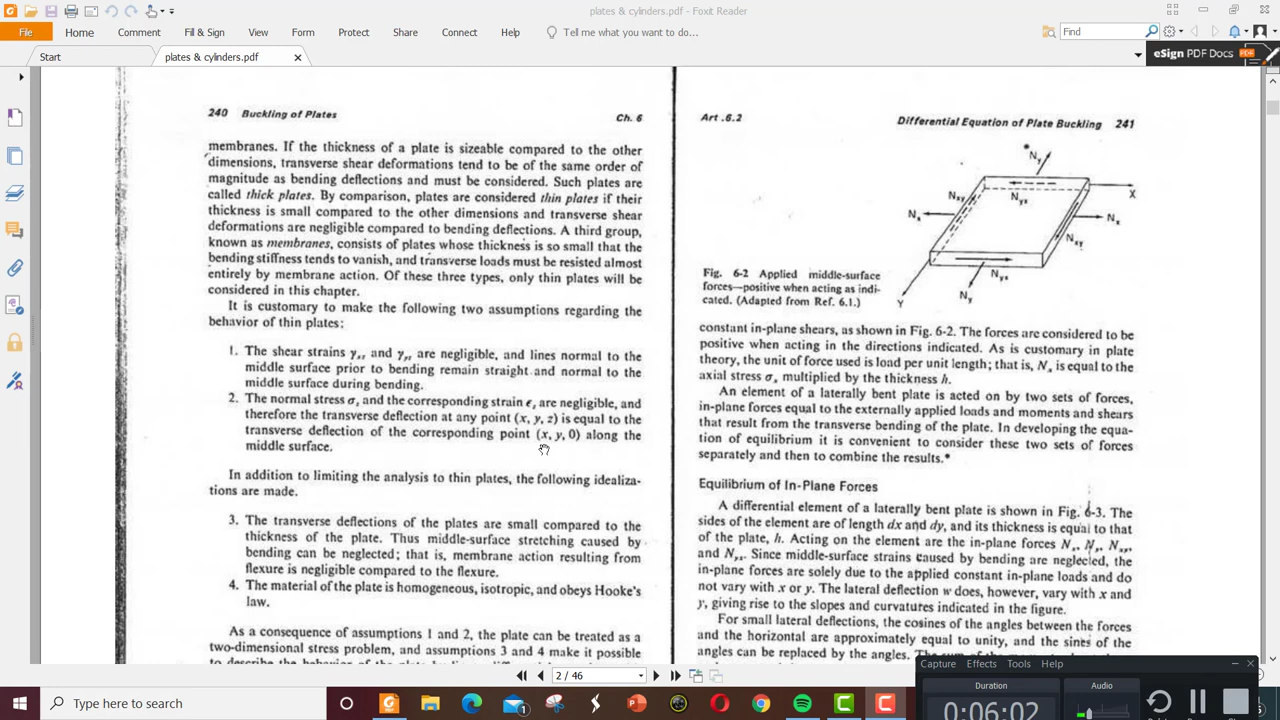 plates & cylinders.pdf - Foxit Reader
File Home Comment Fill & Sign View Form Protect Share Connect Help Tell me what you want to do... Find
Start plates & cylinders.pdf eSign PDF Docs
240 Buckling of Plates Ch. 6
membranes. If the thickness of a plate is sizeable compared to the other
dimensions, transverse shear deformations tend to be of the same order of
magnitude as bending deflections and must be considered. Such plates are
called thick plates. By comparison, plates are considered thin plates if their
thickness is small compared to the other dimensions and transverse shear
deformations are negligible compared to bending deflections. A third group,
known as membranes, consists of plates whose thickness is so small that the
bending stiffness tends to vanish, and transverse loads must be resisted almost
entirely by membrane action. Of these three types, only thin plates will be
considered in this chapter.
It is customary to make the following two assumptions regarding the
behavior of thin plates:
1. The shear strains and are negligible, and lines normal to the
middle surface prior to bending remain straight and normal to the
middle surface during bending.
2. The normal stress σz and the corresponding strain εz are negligible, and
therefore the transverse deflection at any point (x, y, z) is equal to the
transverse deflection of the corresponding point (x, y, 0) along the
middle surface.
In addition to limiting the analysis to thin plates, the following idealiza-
tions are made.
3. The transverse deflections of the plates are small compared to the
thickness of the plate. Thus middle-surface stretching caused by
bending can be neglected; that is, membrane action resulting from
flexure is negligible compared to the flexure.
4. The material of the plate is homogeneous, isotropic, and obeys Hooke's
law.
As a consequence of assumptions 1 and 2, the plate can be treated as a
two-dimensional stress problem, and assumptions 3 and 4 make it possible
Art .6.2 Differential Equation of Plate Buckling 241
Ny
Nxy
Nyx
X
Nx
Nx
Nxy
Nyx
Ny
Y
Fig. 6-2 Applied middle-surface
forces—positive when acting as indi-
cated. (Adapted from Ref. 6.1.)
constant in-plane shears, as shown in Fig. 6-2. The forces are considered to be
positive when acting in the directions indicated. As is customary in plate
theory, the unit of force used is load per unit length; that is, Nx is equal to the
axial stress σx multiplied by the thickness h.
An element of a laterally bent plate is acted on by two sets of forces,
in-plane forces equal to the externally applied loads and moments and shears
that result from the transverse bending of the plate. In developing the equa-
tion of equilibrium it is convenient to consider these two sets of forces
separately and then to combine the results.*
Equilibrium of In-Plane Forces
A differential element of a laterally bent plate is shown in Fig. 6-3. The
sides of the element are of length dx and dy, and its thickness is equal to that
of the plate, h. Acting on the element are the in-plane forces Nx, Ny, Nxy,
and Nyx. Since middle-surface strains caused by bending are neglected, the
in-plane forces are solely due to the applied constant in-plane loads and do
not vary with x or y. The lateral deflection w does, however, vary with x and
y, giving rise to the slopes and curvatures indicated in the figure.
For small lateral deflections, the cosines of the angles between the forces
and the horizontal are approximately equal to unity, and the sines of the
angles can be replaced by the angles.
2 / 46
Capture Effects Tools Help
Duration Audio
0:06:02
Type here to search